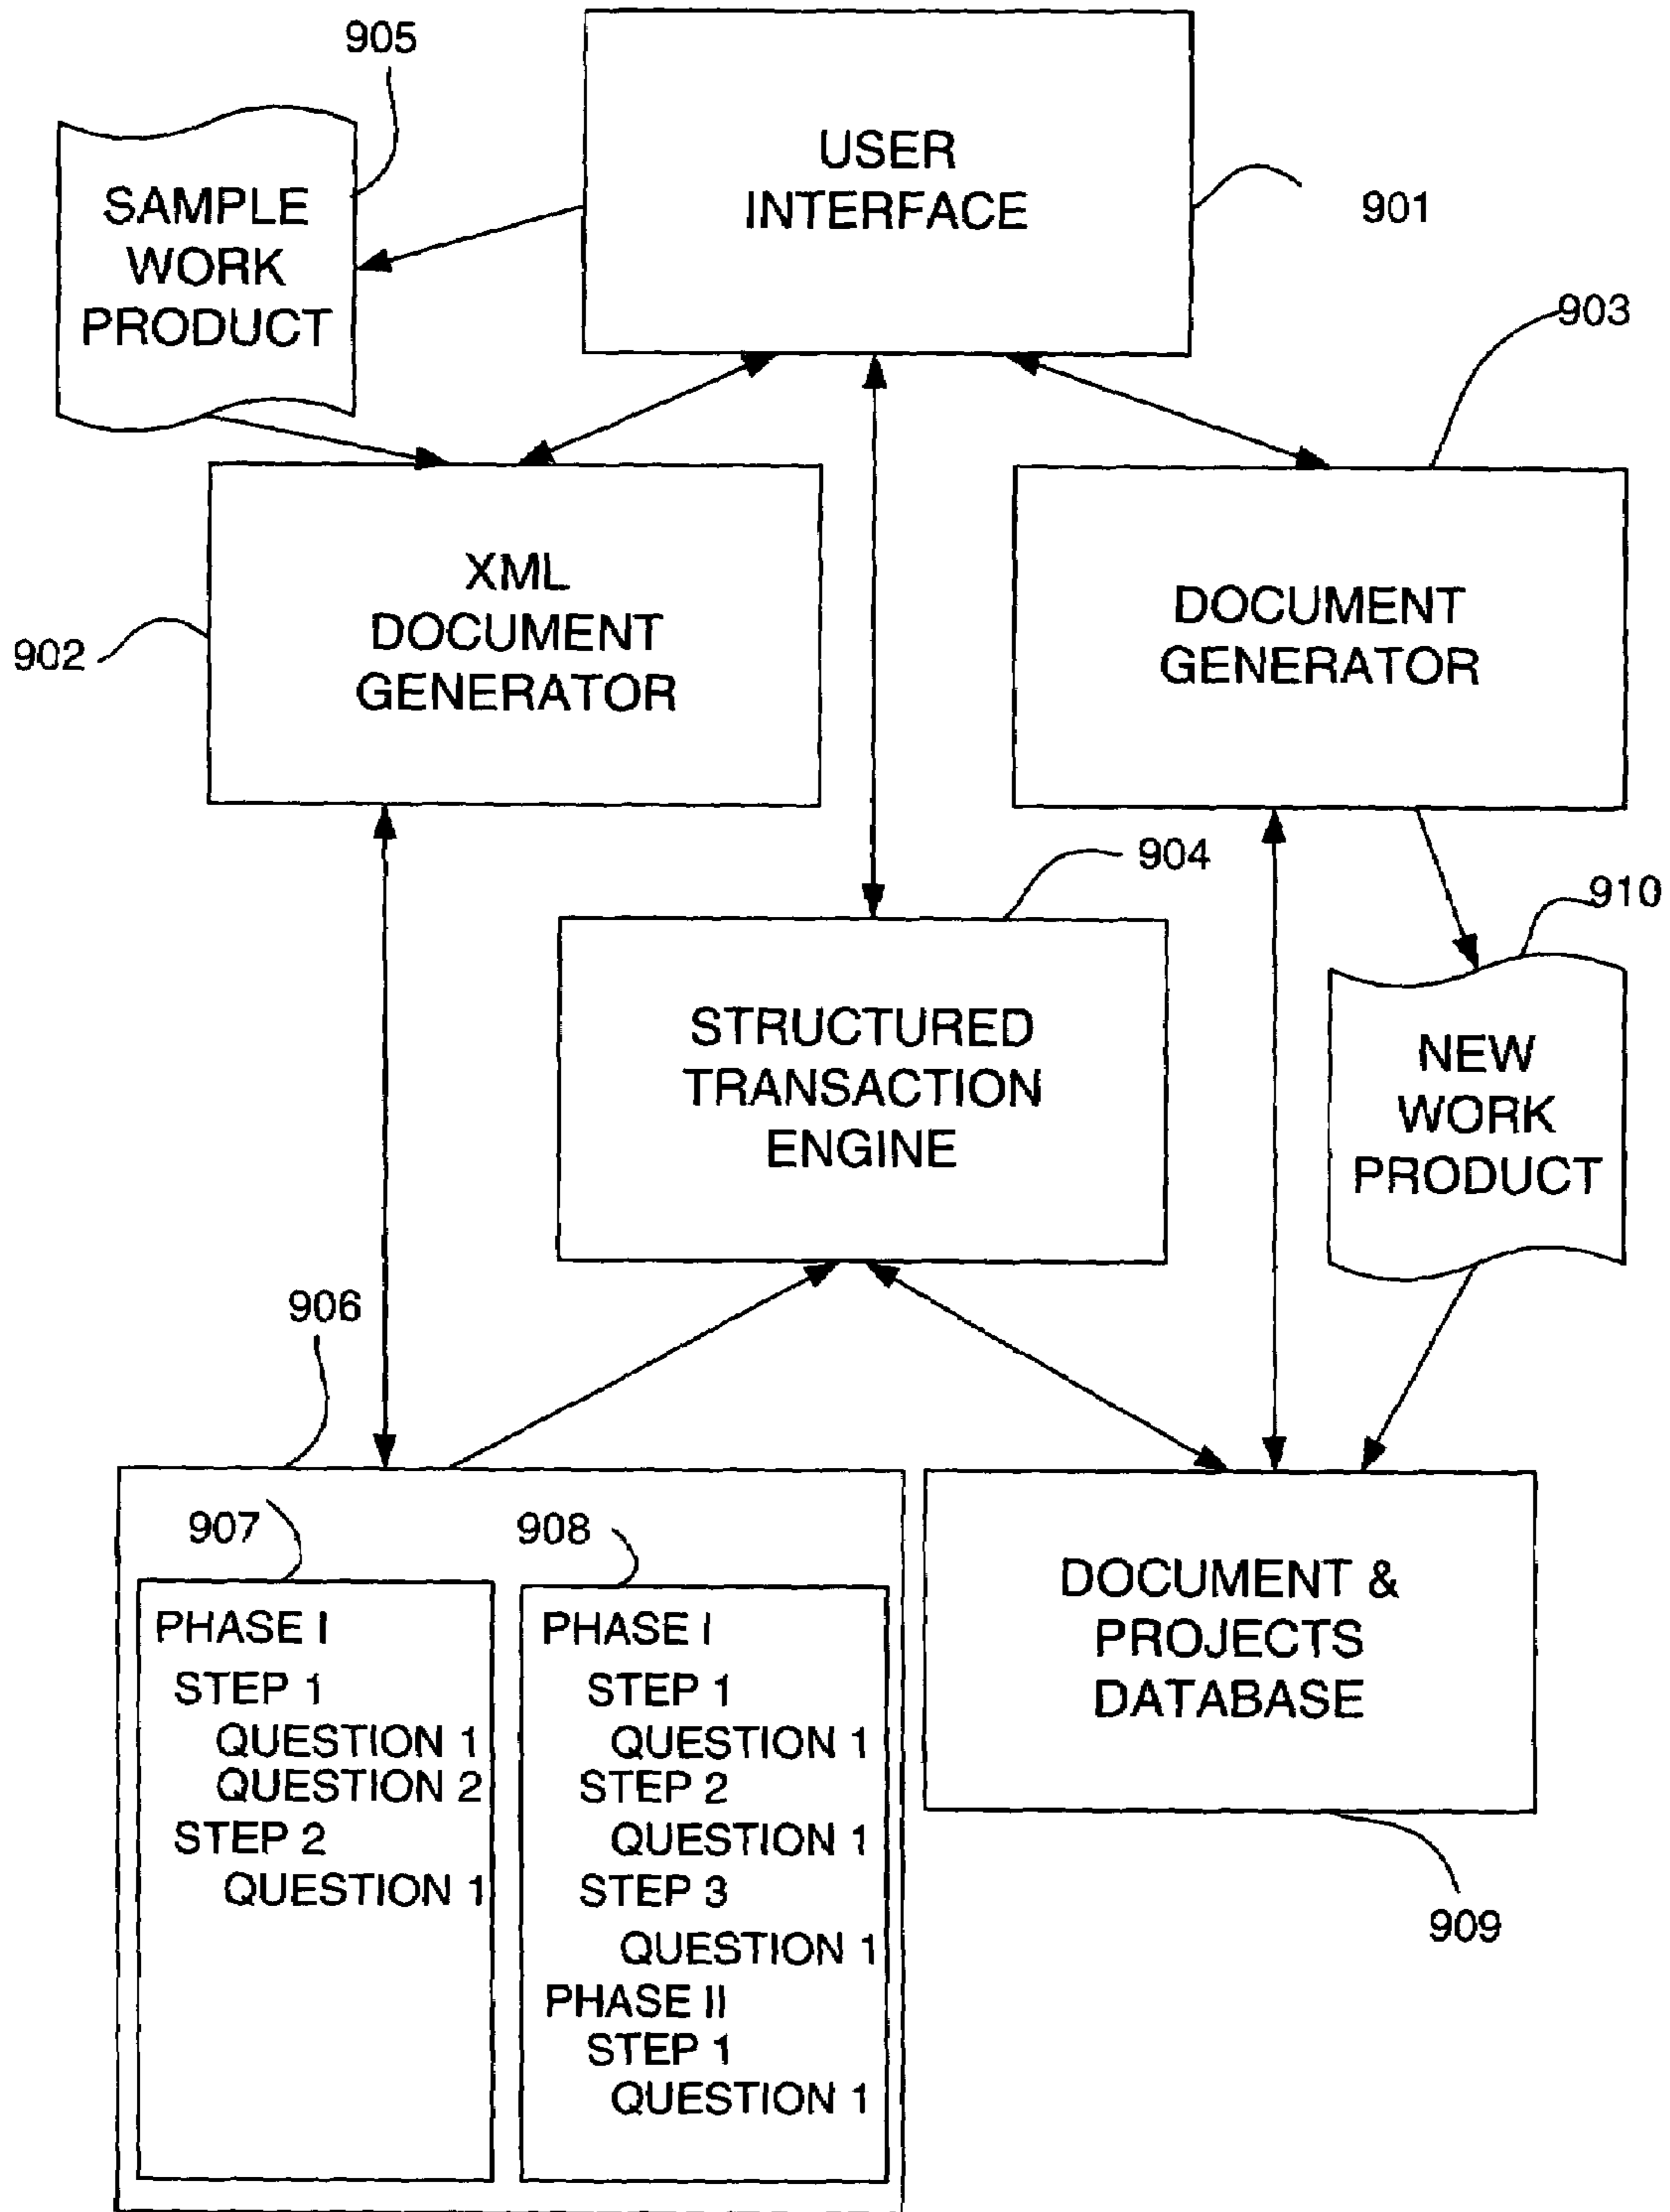 905
USER
INTERFACE
901
SAMPLE
WORK
PRODUCT
903
XML
DOCUMENT
GENERATOR
902
DOCUMENT
GENERATOR
904
910
STRUCTURED
TRANSACTION
ENGINE
NEW
WORK
PRODUCT
906
907
908
PHASE I
STEP 1
QUESTION 1
QUESTION 2
STEP 2
QUESTION 1
PHASE I
STEP 1
QUESTION 1
STEP 2
QUESTION 1
STEP 3
QUESTION 1
PHASE II
STEP 1
QUESTION 1
DOCUMENT &
PROJECTS
DATABASE
909